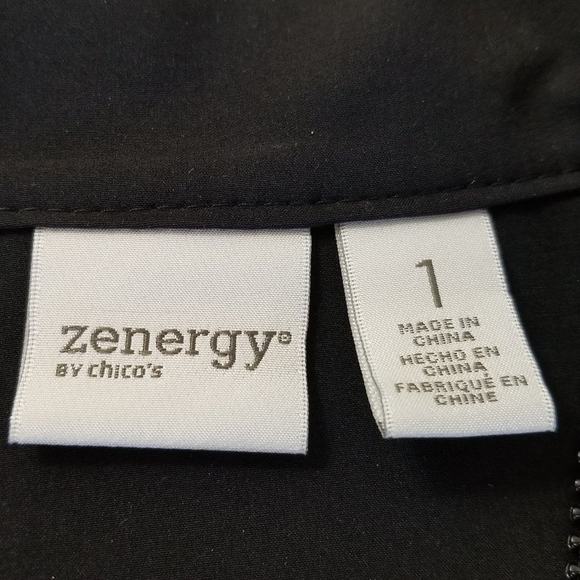 zenergy®
BY chico's
1
MADE IN
CHINA
HECHO EN
CHINA
FABRIQUÉ EN
CHINE